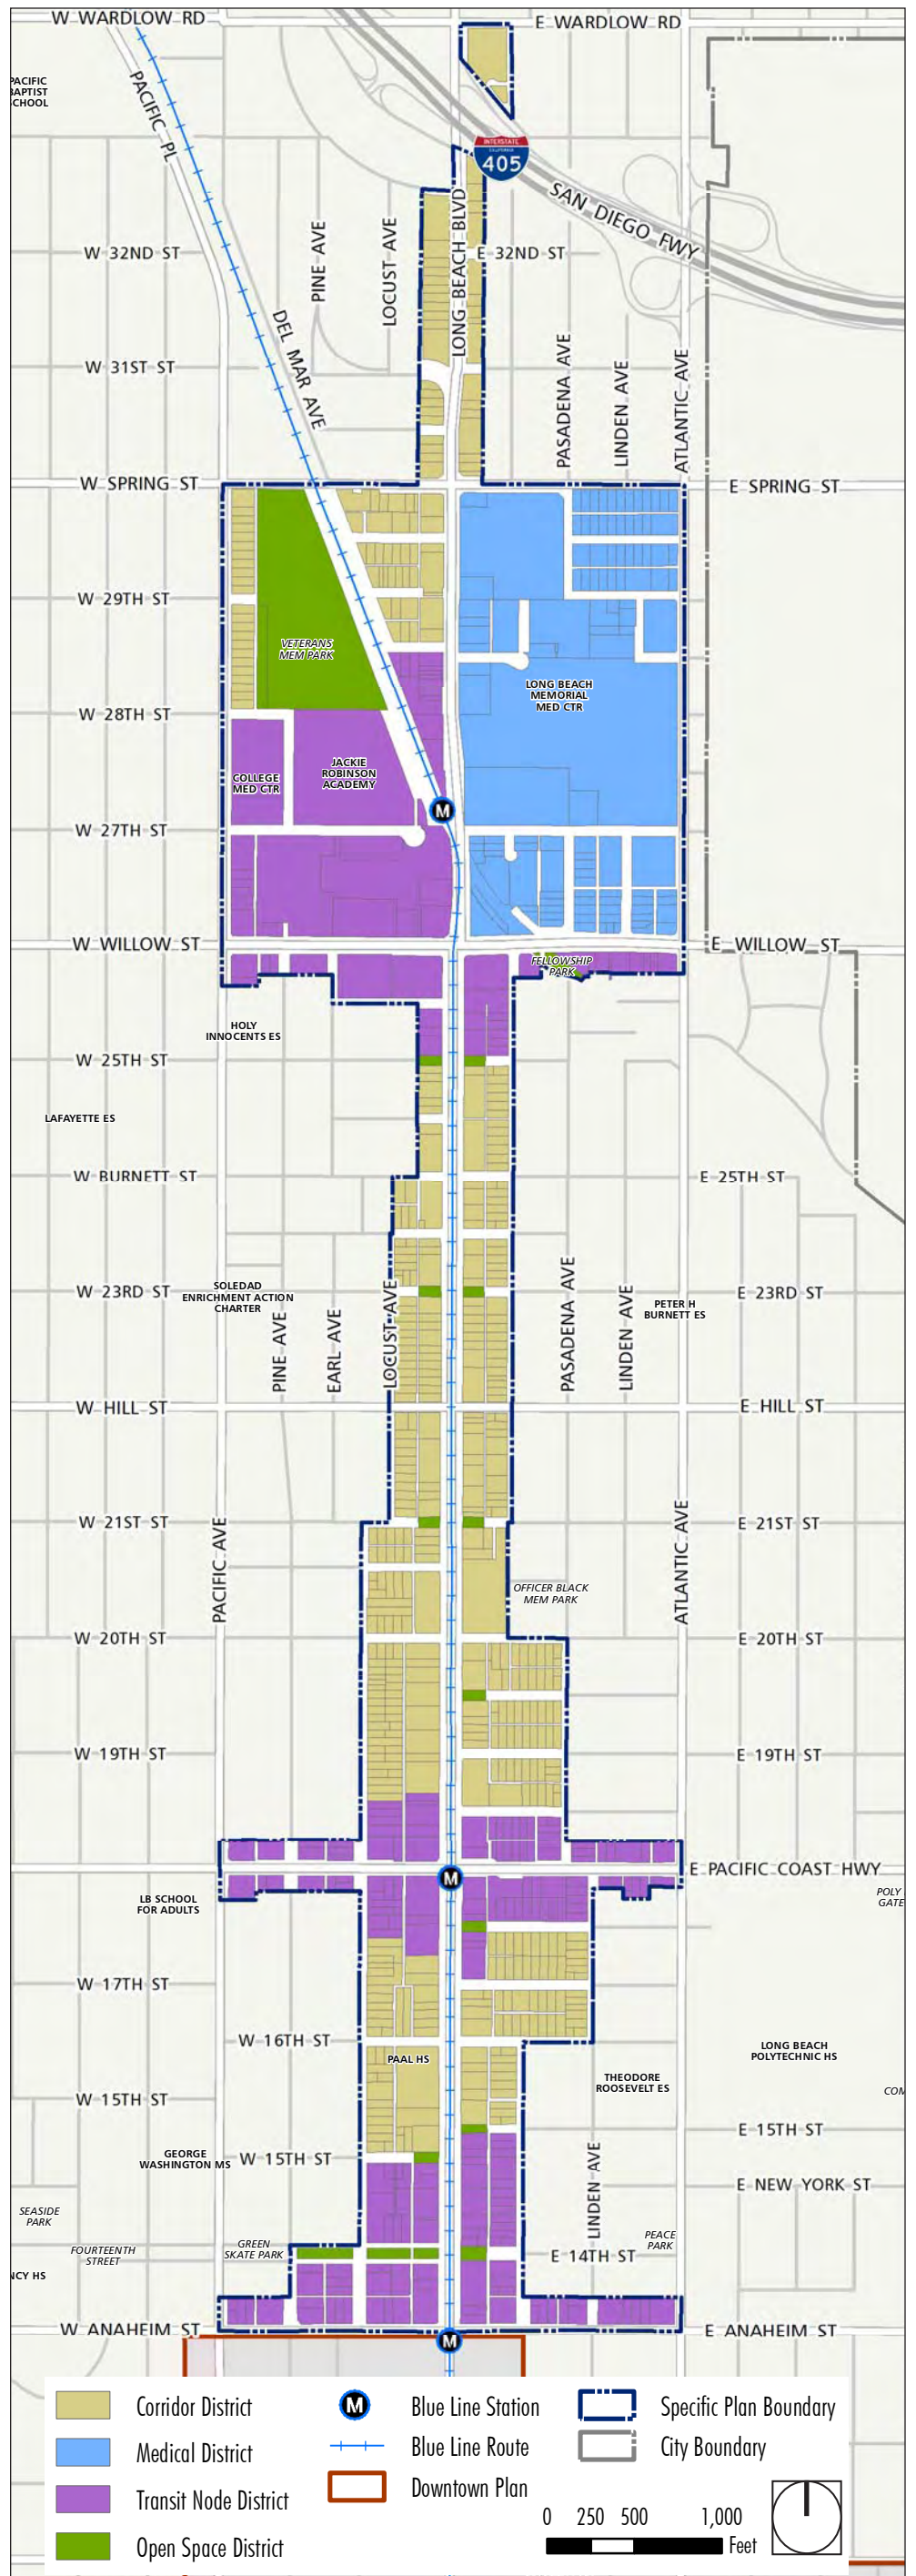 W WARDLOW RD
E WARDLOW RD
PACIFIC
BAPTIST
SCHOOL
PACIFIC PL
INTERSTATE
CALIFORNIA
405
SAN DIEGO FWY
LONG BEACH BLVD
PINE AVE
LOCUST AVE
W 32ND ST
E 32ND ST
DEL MAR AVE
PASADENA AVE
LINDEN AVE
ATLANTIC AVE
W 31ST ST
W SPRING ST
E SPRING ST
W 29TH ST
VETERANS
MEM PARK
LONG BEACH
MEMORIAL
MED CTR
W 28TH ST
COLLEGE
MED CTR
JACKIE
ROBINSON
ACADEMY
M
W 27TH ST
W WILLOW ST
E WILLOW ST
FELLOWSHIP
PARK
HOLY
INNOCENTS ES
W 25TH ST
LAFAYETTE ES
W BURNETT ST
E 25TH ST
W 23RD ST
SOLEDAD
ENRICHMENT ACTION
CHARTER
E 23RD ST
PETER H
BURNETT ES
PINE AVE
EARL AVE
LOCUST AVE
PASADENA AVE
LINDEN AVE
W HILL ST
E HILL ST
W 21ST ST
E 21ST ST
PACIFIC AVE
ATLANTIC AVE
OFFICER BLACK
MEM PARK
W 20TH ST
E 20TH ST
W 19TH ST
E 19TH ST
E PACIFIC COAST HWY
M
LB SCHOOL
FOR ADULTS
POLY
GATE
W 17TH ST
W 16TH ST
PAAL HS
LONG BEACH
POLYTECHNIC HS
THEODORE
ROOSEVELT ES
COM
W 15TH ST
E 15TH ST
GEORGE
WASHINGTON MS
W 15TH ST
LINDEN AVE
E NEW YORK ST
SEASIDE
PARK
FOURTEENTH
STREET
GREEN
SKATE PARK
PEACE
PARK
E 14TH ST
NCY HS
W ANAHEIM ST
E ANAHEIM ST
M
Corridor District
Medical District
Transit Node District
Open Space District
M
Blue Line Station
Blue Line Route
Downtown Plan
Specific Plan Boundary
City Boundary
0 250 500 1,000
Feet